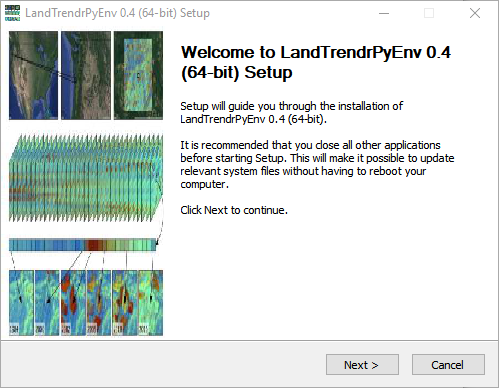 LandTrendrPyEnv 0.4 (64-bit) Setup
Welcome to LandTrendrPyEnv 0.4
(64-bit) Setup
Setup will guide you through the installation of
LandTrendrPyEnv 0.4 (64-bit).
It is recommended that you close all other applications
before starting Setup. This will make it possible to update
relevant system files without having to reboot your
computer.
Click Next to continue.
Next >
Cancel